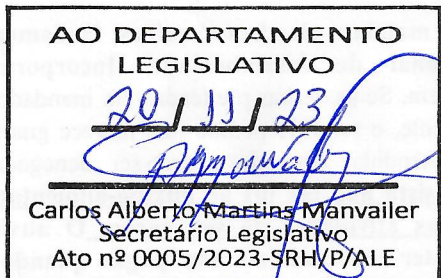 AO DEPARTAMENTO
LEGISLATIVO
20/11/23
Carlos Alberto Martins Manvailer
Secretário Legislativo
Ato nº 0005/2023-SRH/P/ALE